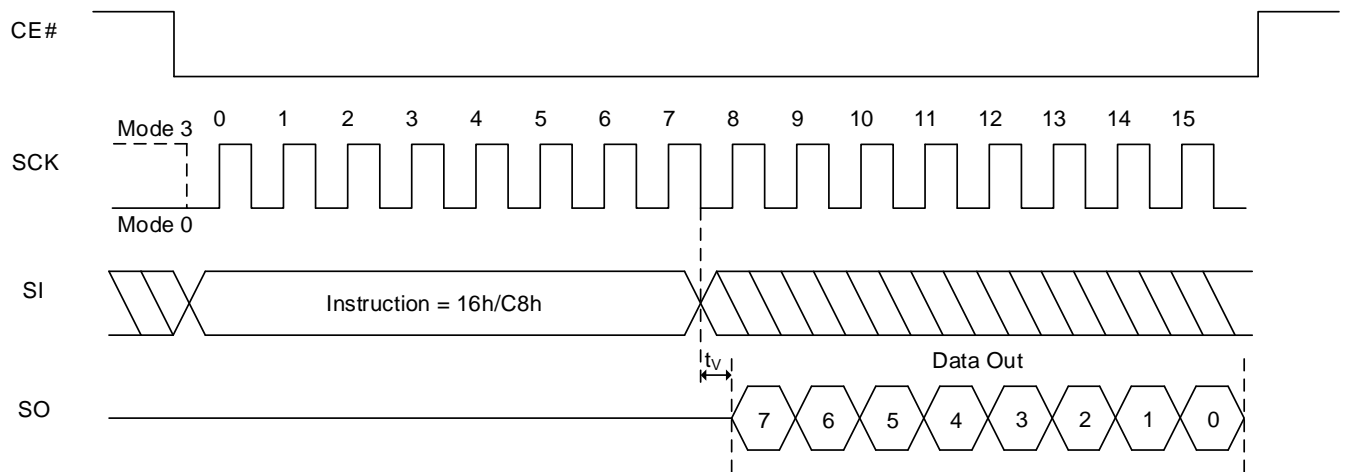 CE#
Mode 3
0 1 2 3 4 5 6 7 8 9 10 11 12 13 14 15
SCK
Mode 0
SI
Instruction = 16h/C8h
tV
Data Out
SO
7 6 5 4 3 2 1 0